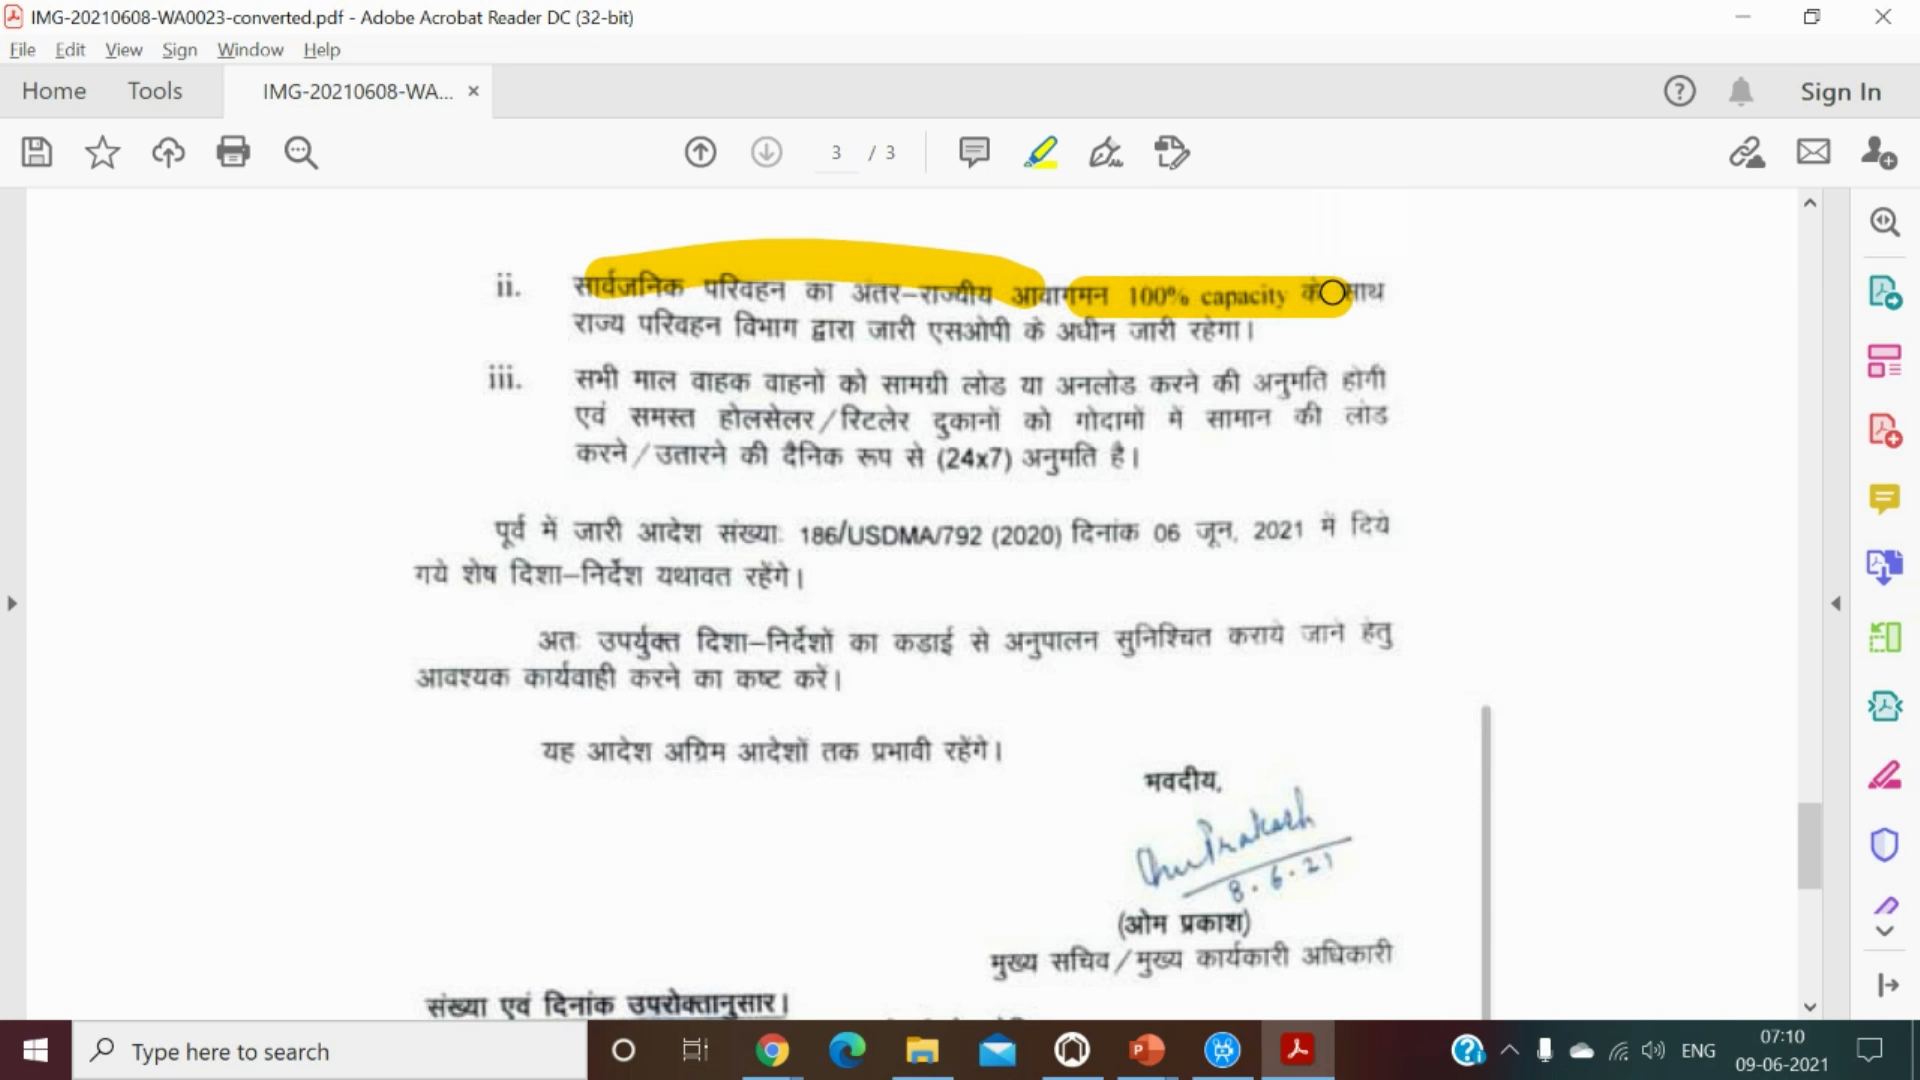 IMG-20210608-WA0023-converted.pdf - Adobe Acrobat Reader DC (32-bit)
File Edit View Sign Window Help
Home Tools IMG-20210608-WA... × Sign In
3 / 3
ii. सार्वजनिक परिवहन का अंतर–राज्यीय आवागमन 100% capacity के साथ
राज्य परिवहन विभाग द्वारा जारी एसओपी के अधीन जारी रहेगा।
iii. सभी माल वाहक वाहनों को सामग्री लोड या अनलोड करने की अनुमति होगी
एवं समस्त होलसेलर/रिटलेर दुकानों को गोदामों में सामान की लोड
करने/उतारने की दैनिक रूप से (24x7) अनुमति है।
पूर्व में जारी आदेश संख्या: 186/USDMA/792 (2020) दिनांक 06 जून, 2021 में दिये
गये शेष दिशा–निर्देश यथावत रहेंगे।
अतः उपर्युक्त दिशा–निर्देशों का कडाई से अनुपालन सुनिश्चित कराये जाने हेतु
आवश्यक कार्यवाही करने का कष्ट करें।
यह आदेश अग्रिम आदेशों तक प्रभावी रहेंगे।
भवदीय,
Om Prakash
8.6.21
(ओम प्रकाश)
मुख्य सचिव/मुख्य कार्यकारी अधिकारी
संख्या एवं दिनांक उपरोक्तानुसार।
Type here to search
ENG
07:10
09-06-2021